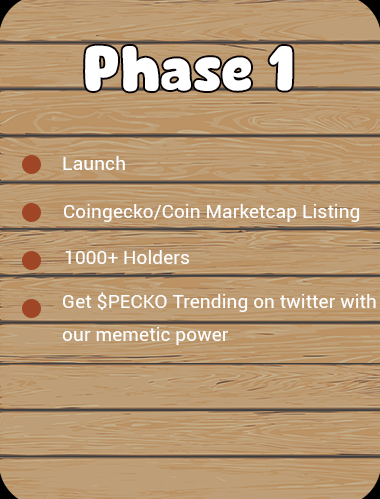 Phase 1
Launch
Coingecko/Coin Marketcap Listing
1000+ Holders
Get $PECKO Trending on twitter with
our memetic power